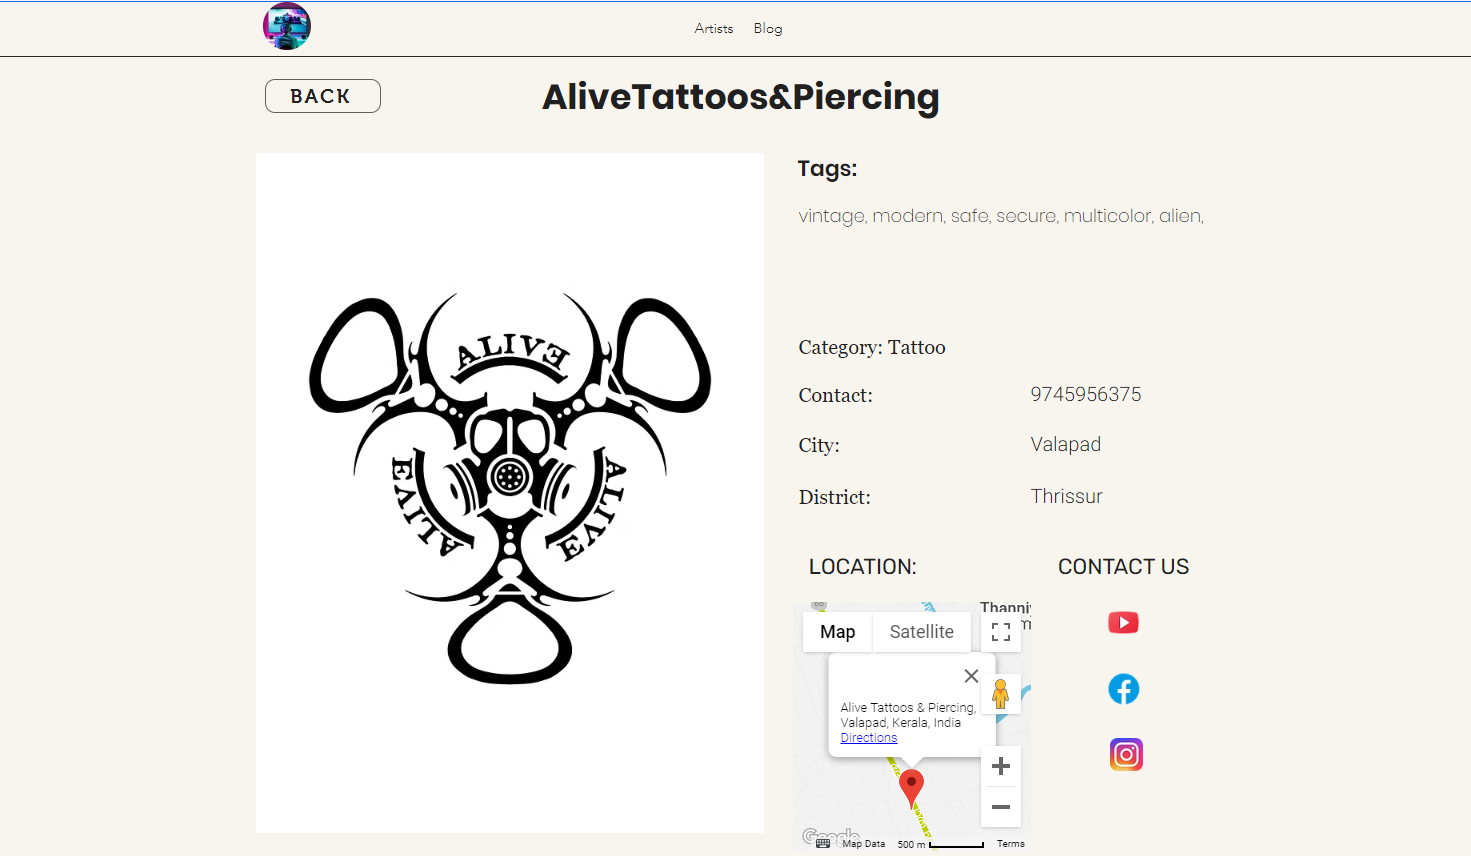 Artists Blog
BACK
AliveTattoos&Piercing
Tags:
vintage, modern, safe, secure, multicolor, alien,
ALIVE
ALIVE
ALIVE
Category: Tattoo
Contact: 9745956375
City: Valapad
District: Thrissur
LOCATION: CONTACT US
Map Satellite
Alive Tattoos & Piercing,
Valapad, Kerala, India
Directions
Google
Map Data 500 m Terms